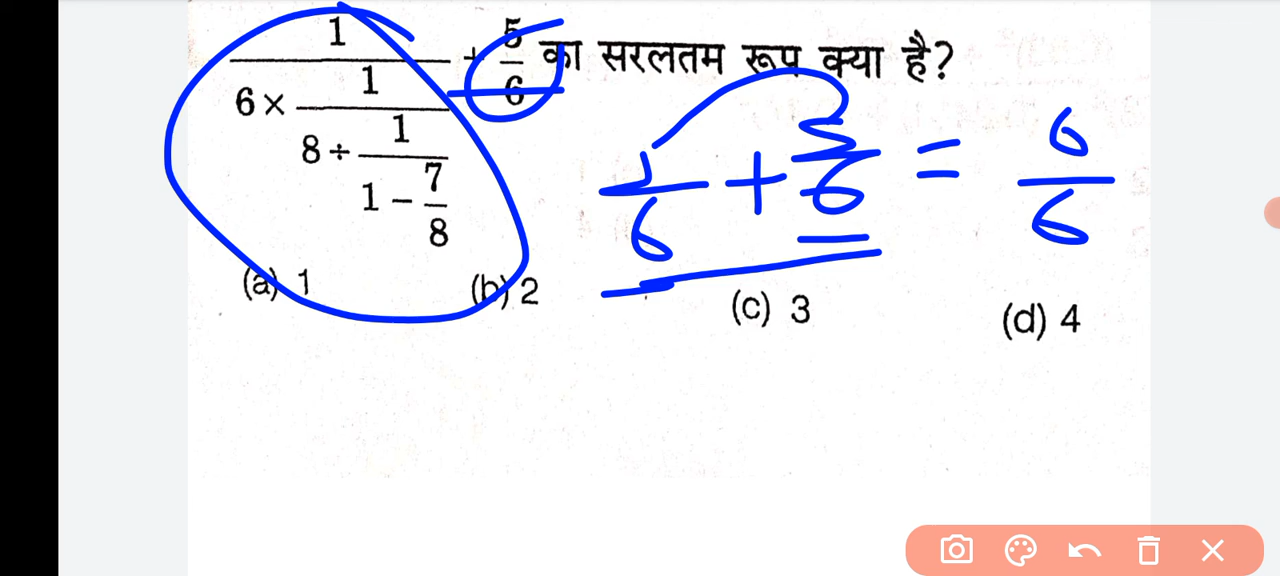 1/(6 × 1/(8 ÷ 1/(1 − 7/8))) + 5/6 का सरलतम रूप क्या है?
1/6 + 5/6 = 6/6
(a) 1 (b) 2 (c) 3 (d) 4